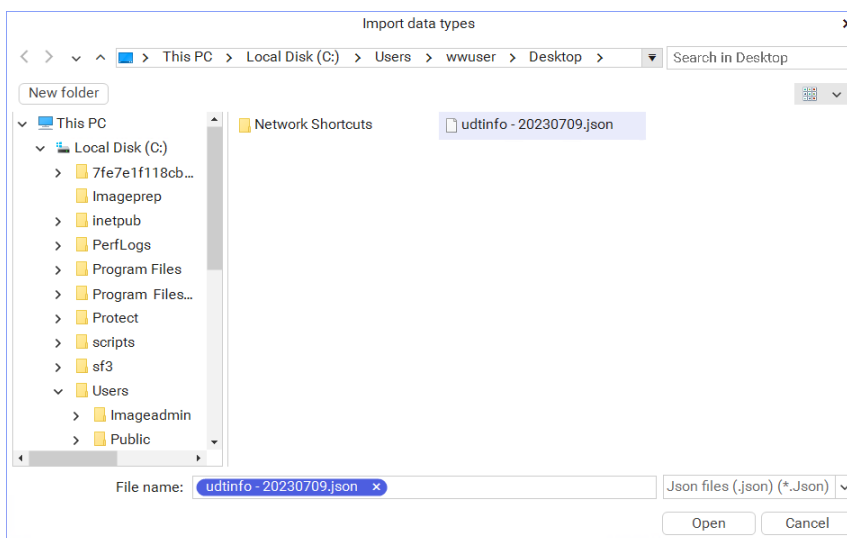 Import data types
This PC > Local Disk (C:) > Users > wwuser > Desktop >
Search in Desktop
New folder
This PC
Local Disk (C:)
7fe7e1f118cb...
Imageprep
inetpub
PerfLogs
Program Files
Program Files...
Protect
scripts
sf3
Users
Imageadmin
Public
Network Shortcuts
udtinfo - 20230709.json
File name: udtinfo - 20230709.json
Json files (.json) (*.Json)
Open
Cancel